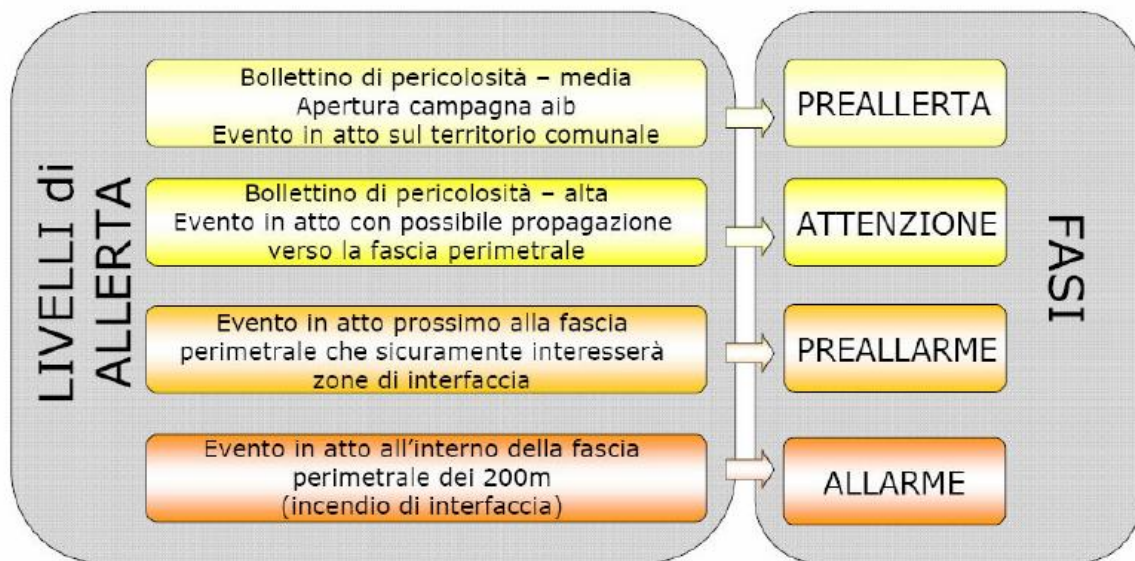 LIVELLI di
ALLERTA
Bollettino di pericolosità – media
Apertura campagna aib
Evento in atto sul territorio comunale
PREALLERTA
Bollettino di pericolosità – alta
Evento in atto con possibile propagazione
verso la fascia perimetrale
ATTENZIONE
Evento in atto prossimo alla fascia
perimetrale che sicuramente interesserà
zone di interfaccia
PREALLARME
Evento in atto all'interno della fascia
perimetrale dei 200m
(incendio di interfaccia)
ALLARME
FASI